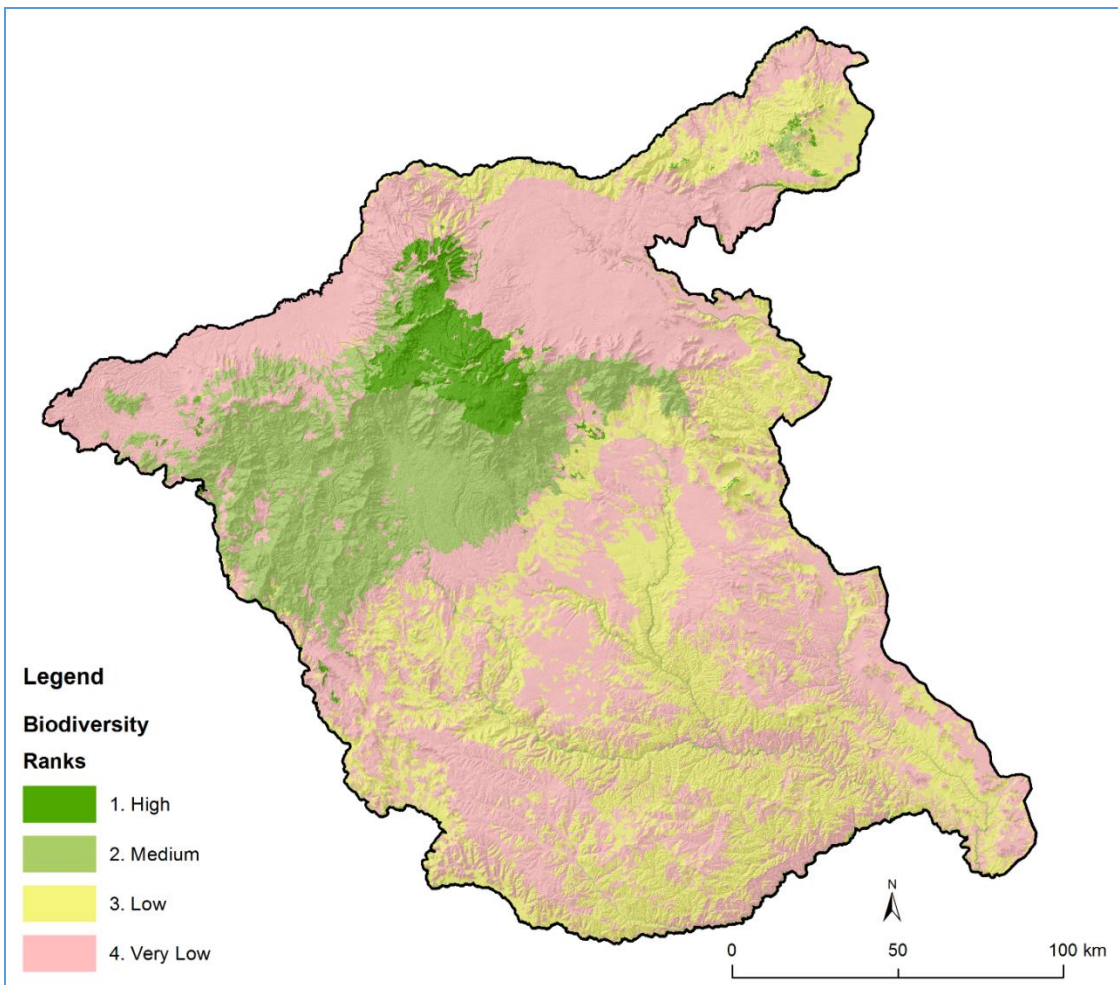 Legend
Biodiversity
Ranks
1. High
2. Medium
3. Low
4. Very Low
N
0 50 100 km